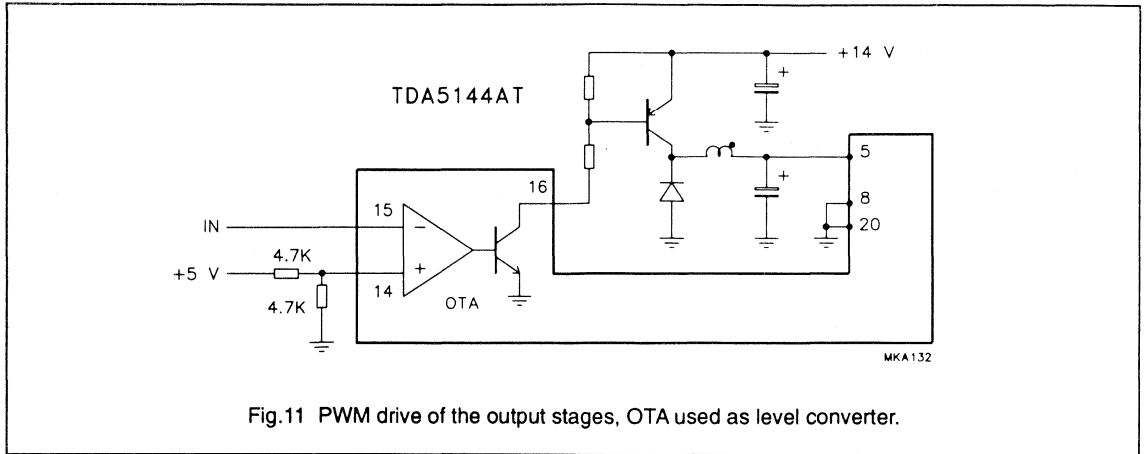 +14 V
TDA5144AT
5
16
8
15
20
IN
−
4.7K
+5 V
+
14
4.7K
OTA
MKA132
Fig.11 PWM drive of the output stages, OTA used as level converter.
+
+